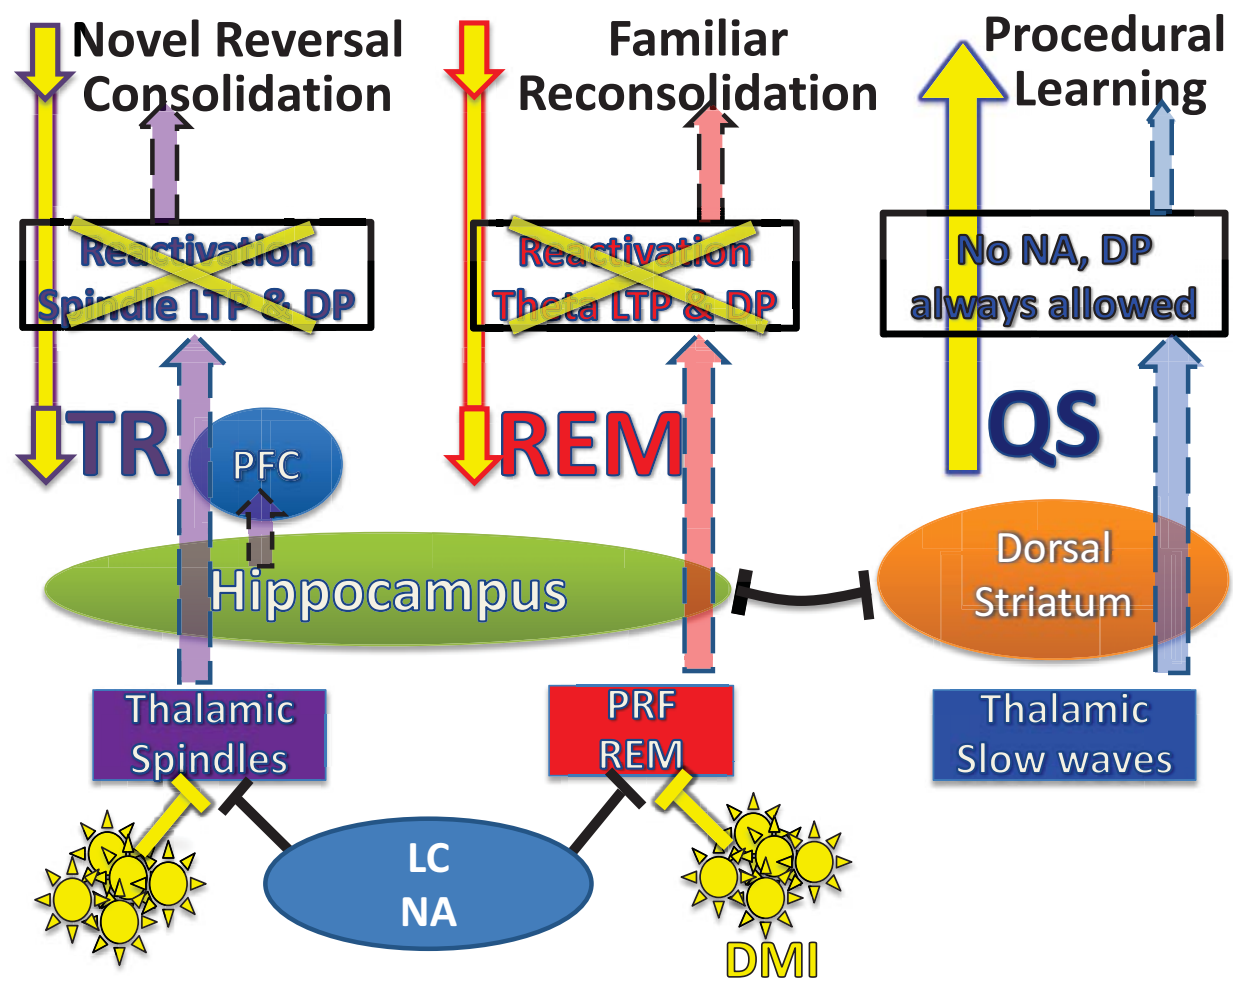 Novel Reversal
Consolidation
Familiar
Reconsolidation
Procedural
Learning
Reactivation
Spindle LTP & DP
Reactivation
Theta LTP & DP
No NA, DP
always allowed
TR
REM
QS
PFC
Hippocampus
Dorsal
Striatum
Thalamic
Spindles
PRF
REM
Thalamic
Slow waves
LC
NA
DMI